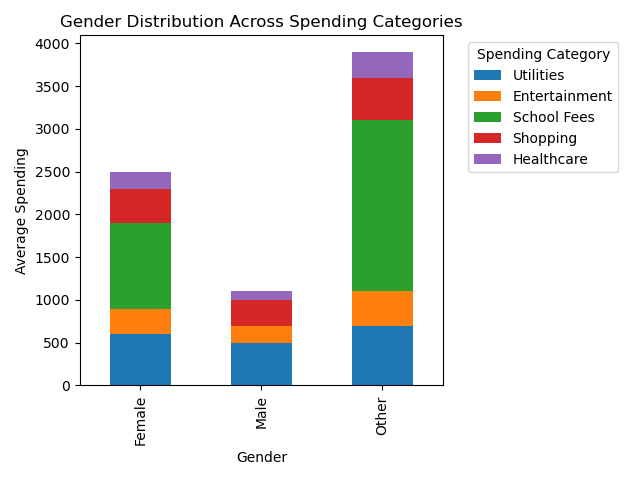 Gender Distribution Across Spending Categories
4000
3500
3000
2500
2000
1500
1000
500
0
Average Spending
Female
Male
Other
Gender
Spending Category
Utilities
Entertainment
School Fees
Shopping
Healthcare